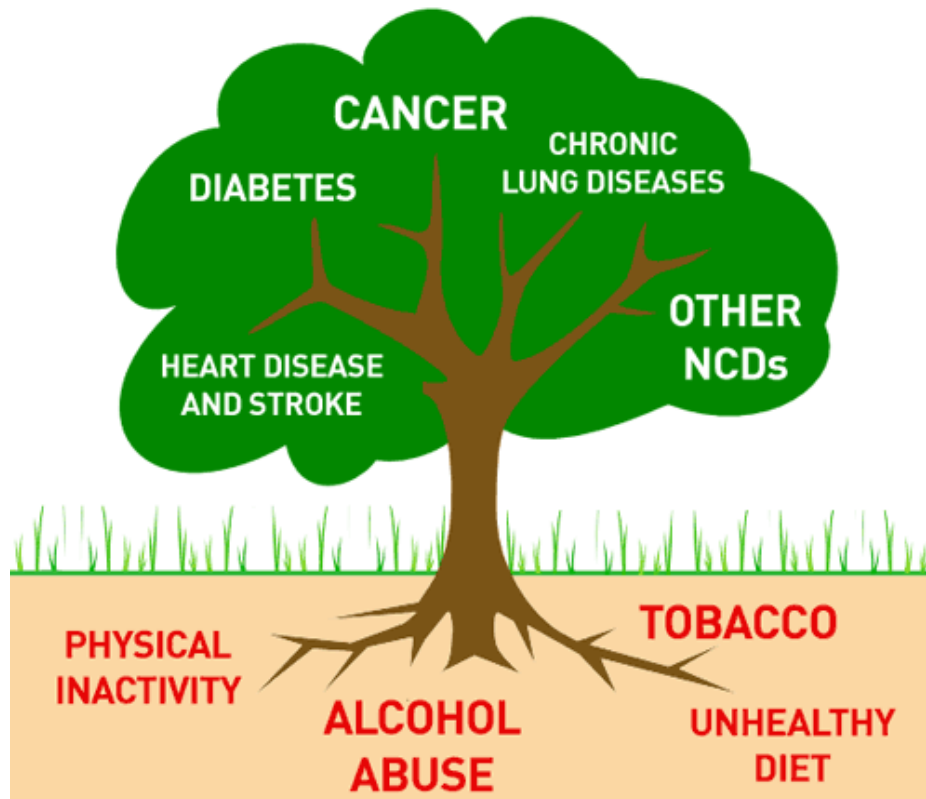 CANCER
CHRONIC
LUNG DISEASES
DIABETES
OTHER
NCDs
HEART DISEASE
AND STROKE
TOBACCO
PHYSICAL
INACTIVITY
ALCOHOL
ABUSE
UNHEALTHY
DIET